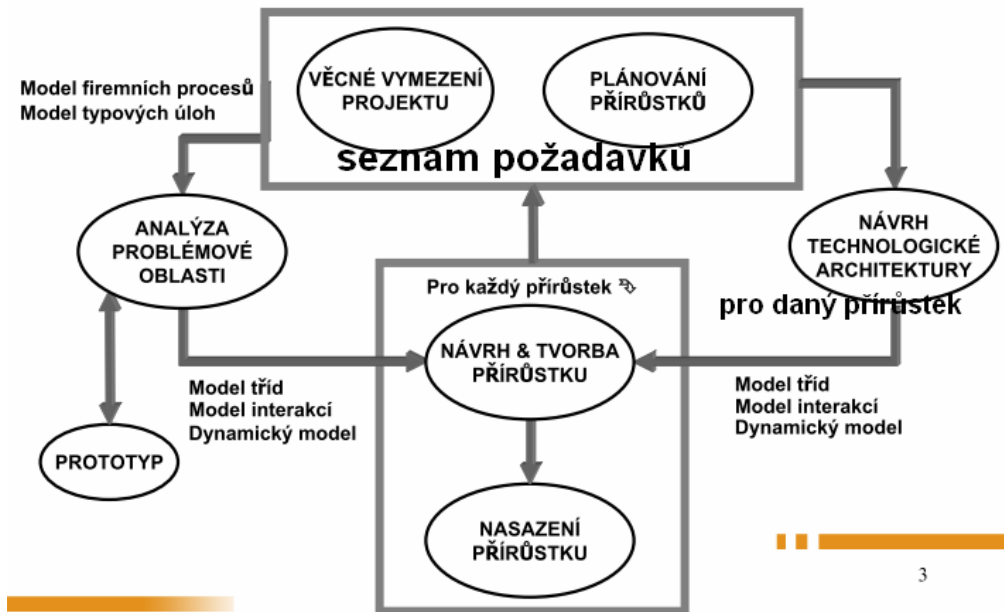 VĚCNÉ VYMEZENÍ
PROJEKTU
PLÁNOVÁNÍ
PŘÍRŮSTKŮ
seznam požadavků
Model firemních procesů
Model typových úloh
ANALÝZA
PROBLÉMOVÉ
OBLASTI
NÁVRH
TECHNOLOGICKÉ
ARCHITEKTURY
pro daný přírůstek
Pro každý přírůstek
NÁVRH & TVORBA
PŘÍRŮSTKU
Model tříd
Model interakcí
Dynamický model
Model tříd
Model interakcí
Dynamický model
PROTOTYP
NASAZENÍ
PŘÍRŮSTKU
3